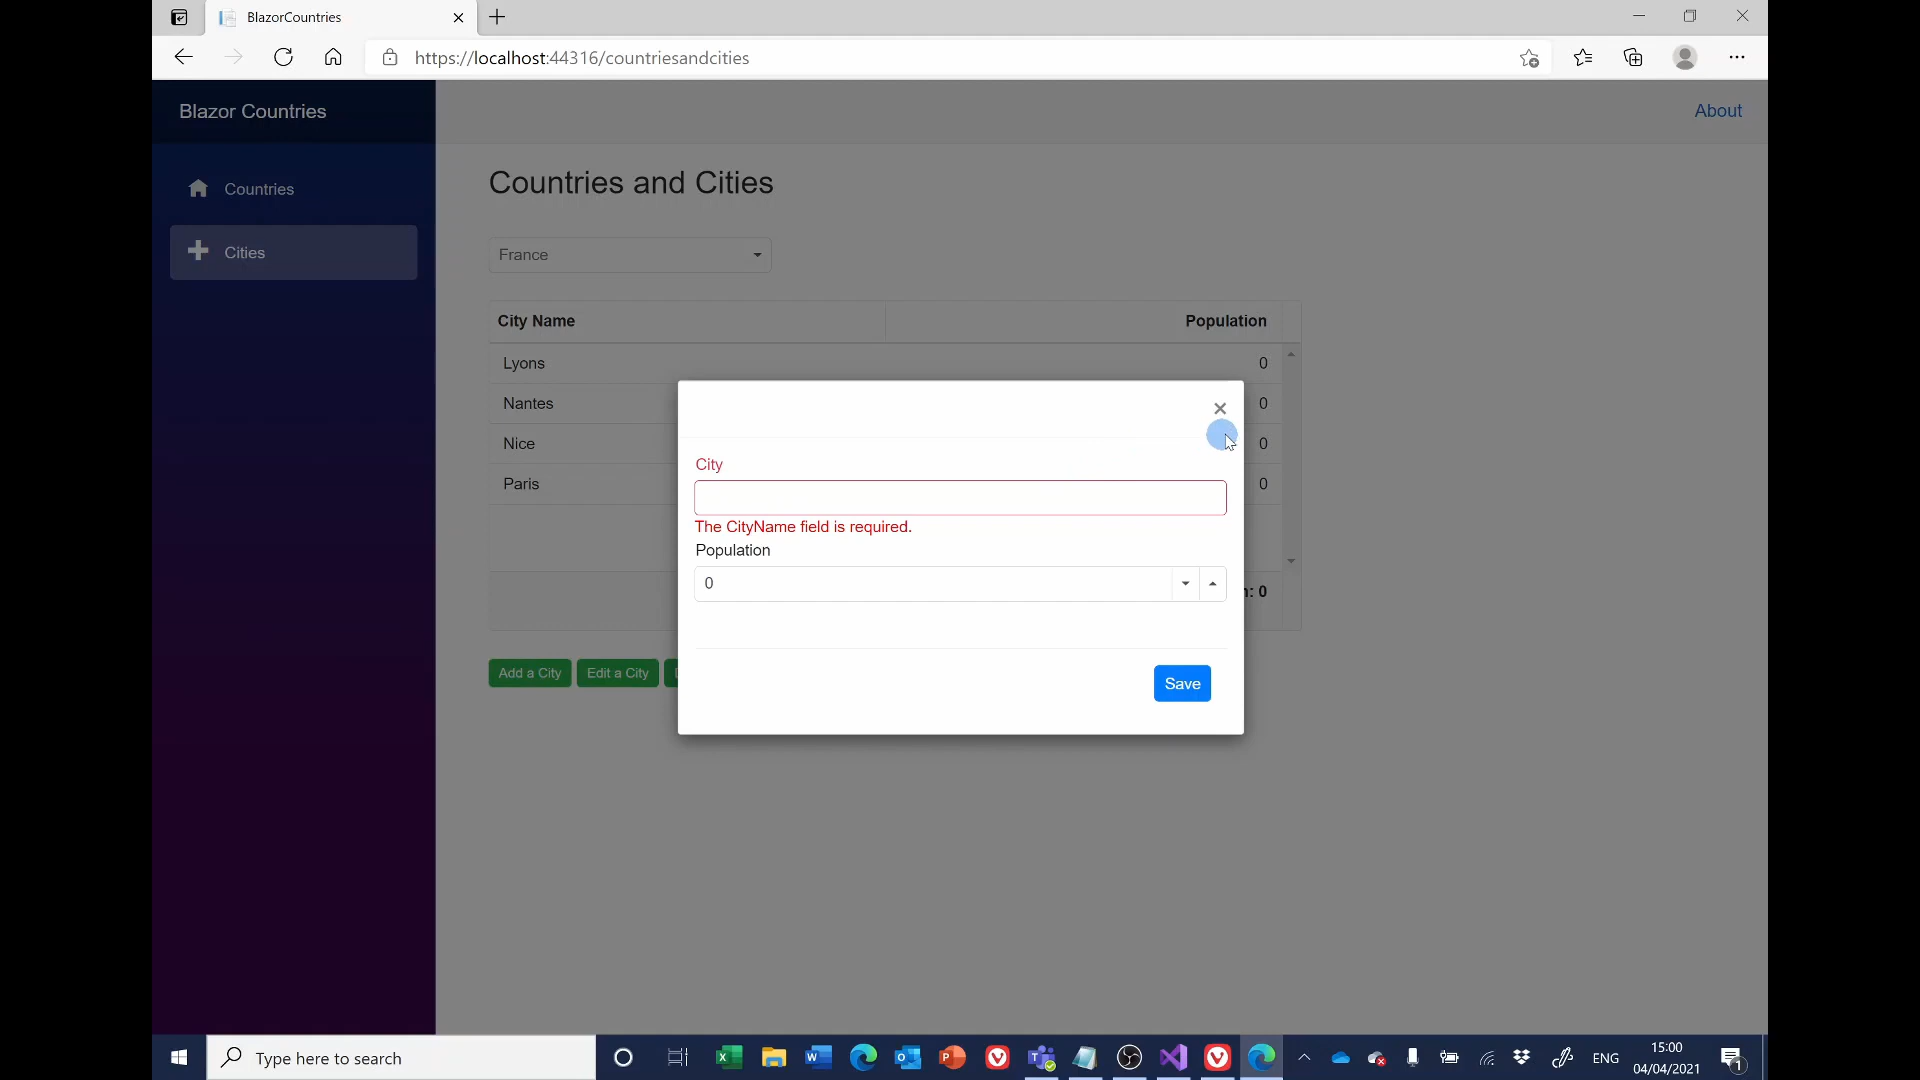 BlazorCountries
https://localhost:44316/countriesandcities
Blazor Countries
About
Countries
Cities
Countries and Cities
France
City Name Population
Lyons 0
Nantes 0
Nice 0
Paris 0
n: 0
City
The CityName field is required.
Population
0
Save
Add a City Edit a City
Type here to search
ENG
15:00
04/04/2021
1